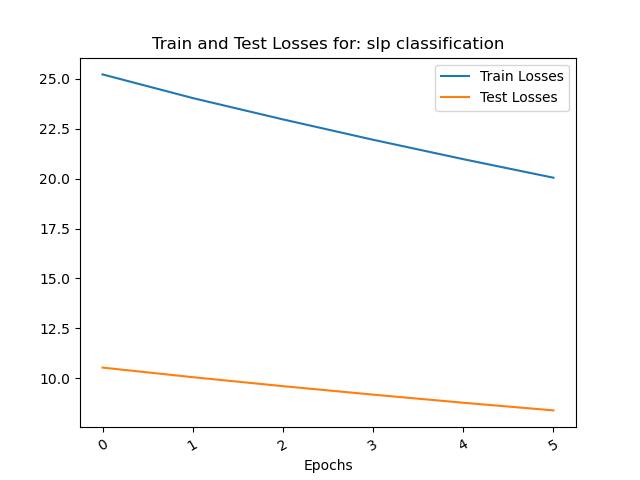 Train and Test Losses for: slp classification
Train Losses
Test Losses
25.0
22.5
20.0
17.5
15.0
12.5
10.0
0 1 2 3 4 5
Epochs